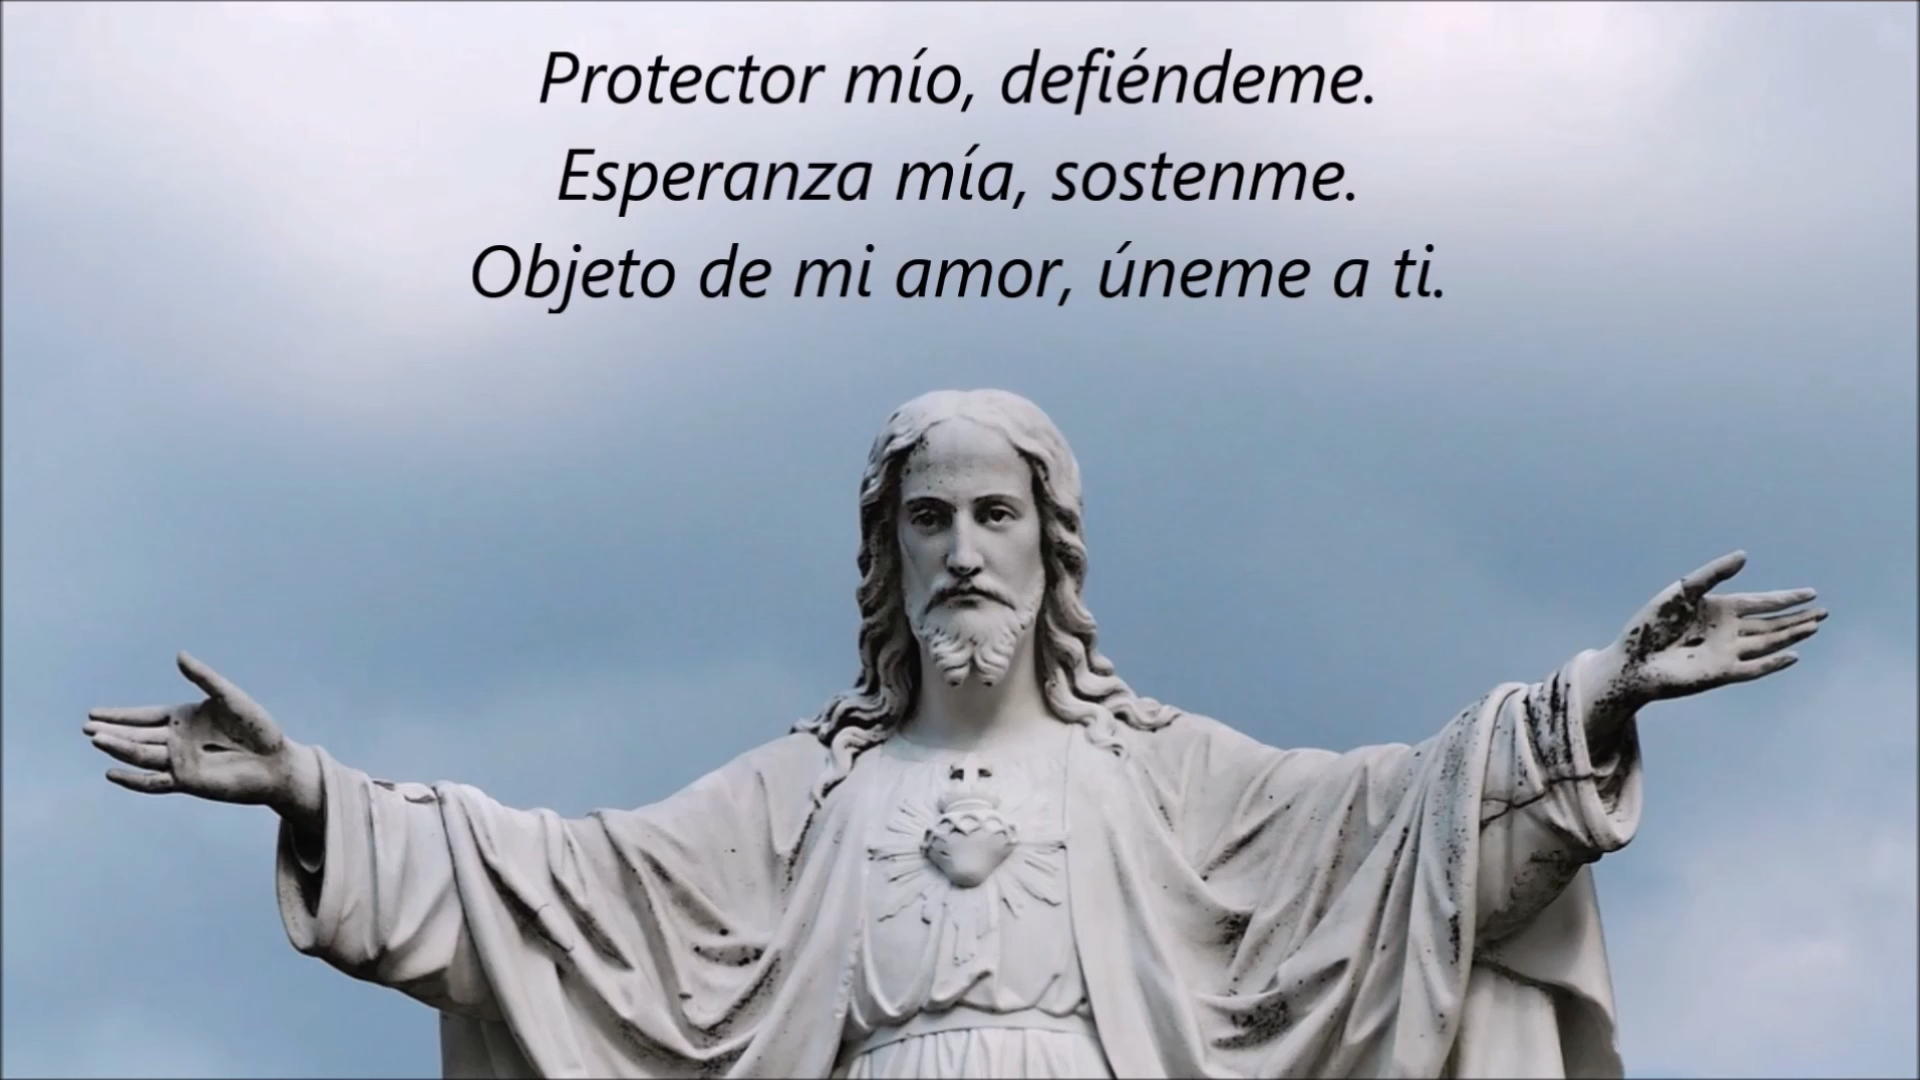 Protector mío, defiéndeme.
Esperanza mía, sostenme.
Objeto de mi amor, úneme a ti.